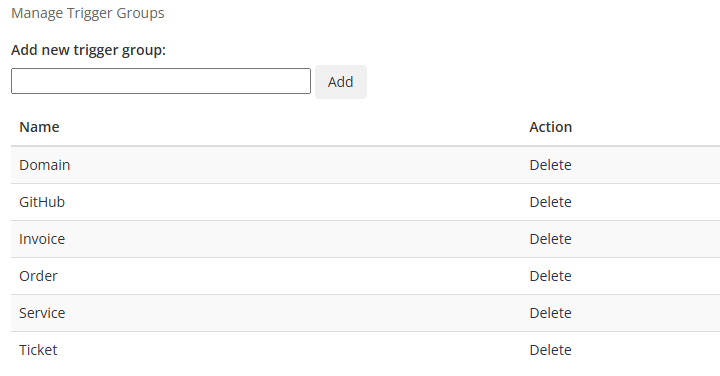 Manage Trigger Groups
Add new trigger group:
Add
Name Action
Domain Delete
GitHub Delete
Invoice Delete
Order Delete
Service Delete
Ticket Delete